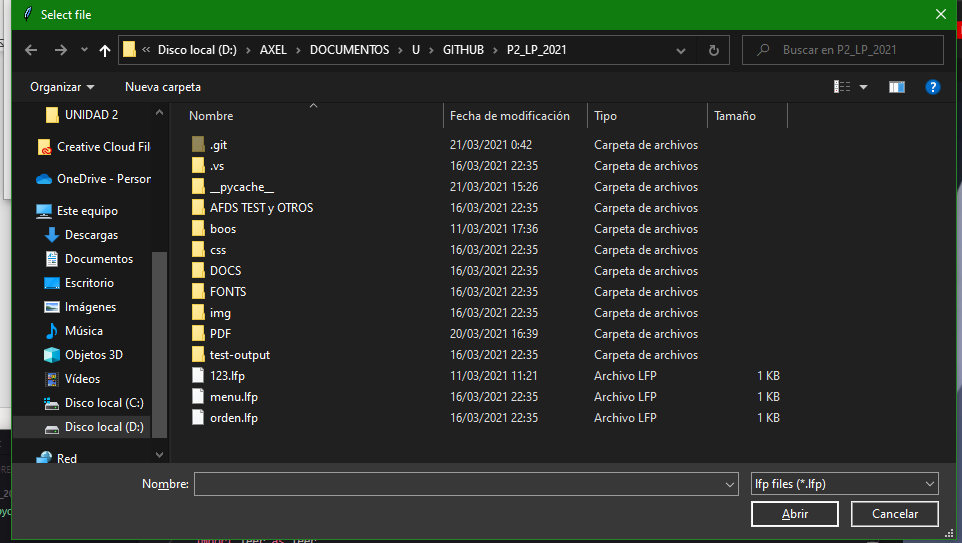 Select file
« Disco local (D:) › AXEL › DOCUMENTOS › U › GITHUB › P2_LP_2021
Buscar en P2_LP_2021
Organizar
Nueva carpeta
?
UNIDAD 2
Creative Cloud Fil
OneDrive - Person
Este equipo
Descargas
Documentos
Escritorio
Imágenes
Música
Objetos 3D
Vídeos
Disco local (C:)
Disco local (D:)
Red
Nombre Fecha de modificación Tipo Tamaño
.git 21/03/2021 0:42 Carpeta de archivos
.vs 16/03/2021 22:35 Carpeta de archivos
__pycache__ 21/03/2021 15:26 Carpeta de archivos
AFDS TEST y OTROS 16/03/2021 22:35 Carpeta de archivos
boos 11/03/2021 17:36 Carpeta de archivos
css 16/03/2021 22:35 Carpeta de archivos
DOCS 16/03/2021 22:35 Carpeta de archivos
FONTS 16/03/2021 22:35 Carpeta de archivos
img 16/03/2021 22:35 Carpeta de archivos
PDF 20/03/2021 16:39 Carpeta de archivos
test-output 16/03/2021 22:35 Carpeta de archivos
123.lfp 11/03/2021 11:21 Archivo LFP 1 KB
menu.lfp 16/03/2021 22:35 Archivo LFP 1 KB
orden.lfp 16/03/2021 22:35 Archivo LFP 1 KB
Nombre:
lfp files (*.lfp)
Abrir
Cancelar